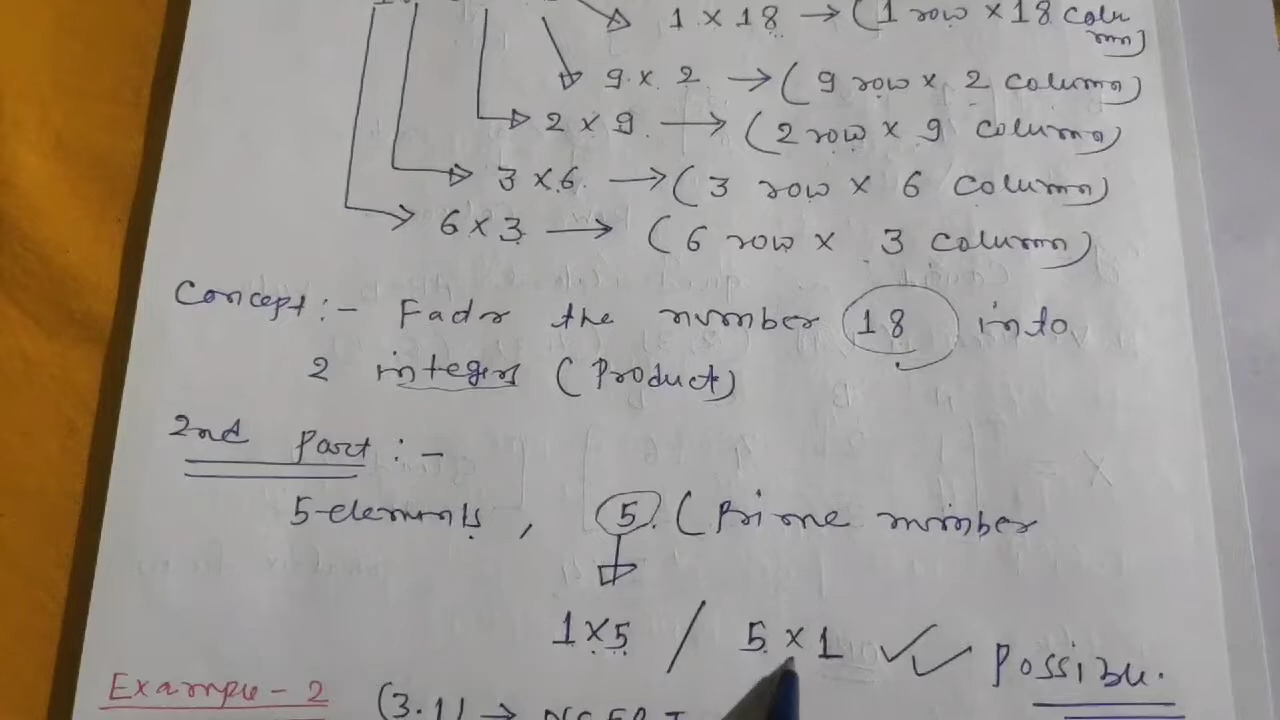 1 × 18 → (1 row × 18 colu
mn)
9 × 2 → (9 row × 2 column)
2 × 9 → (2 row × 9 column)
3 × 6 → (3 row × 6 column)
6 × 3 → (6 row × 3 column)
Concept :- Factor the number 18 into
2 integers (Product)
2nd Part :-
5-elements, 5. (Prime number
1×5 / 5×1 ✓✓ Possible.
Example-2 (3.1) →